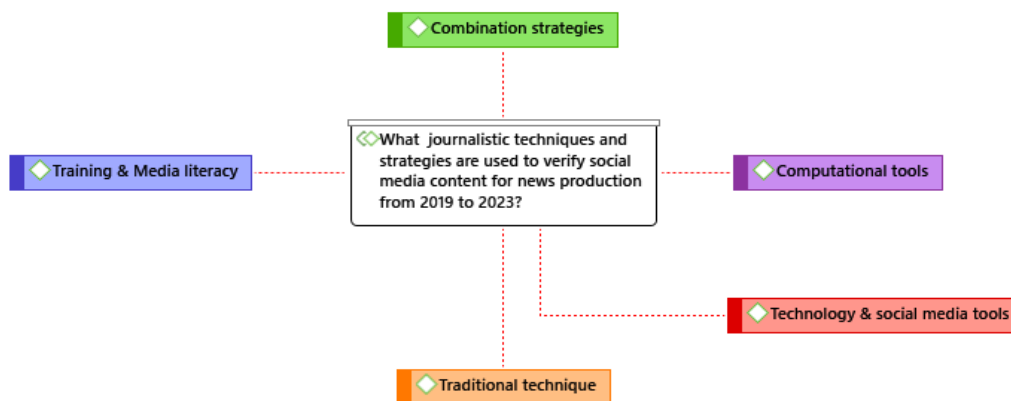 Combination strategies
What journalistic techniques and
strategies are used to verify social
media content for news production
from 2019 to 2023?
Training & Media literacy
Computational tools
Technology & social media tools
Traditional technique